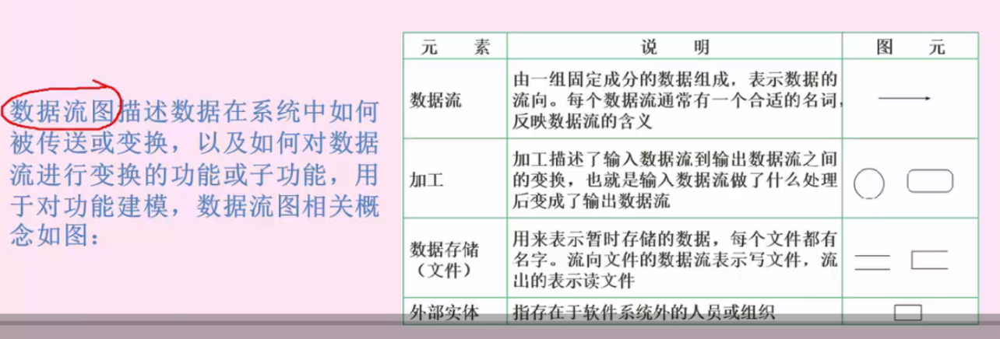 数据流图描述数据在系统中如何
被传送或变换，以及如何对数据
流进行变换的功能或子功能，用
于对功能建模，数据流图相关概
念如图：
元 素 说 明 图 元
数据流
由一组固定成分的数据组成，表示数据的
流向。每个数据流通常有一个合适的名词，
反映数据流的含义
加工
加工描述了输入数据流到输出数据流之间
的变换，也就是输入数据流做了什么处理
后变成了输出数据流
数据存储
（文件）
用来表示暂时存储的数据，每个文件都有
名字。流向文件的数据流表示写文件，流
出的表示读文件
外部实体 指存在于软件系统外的人员或组织